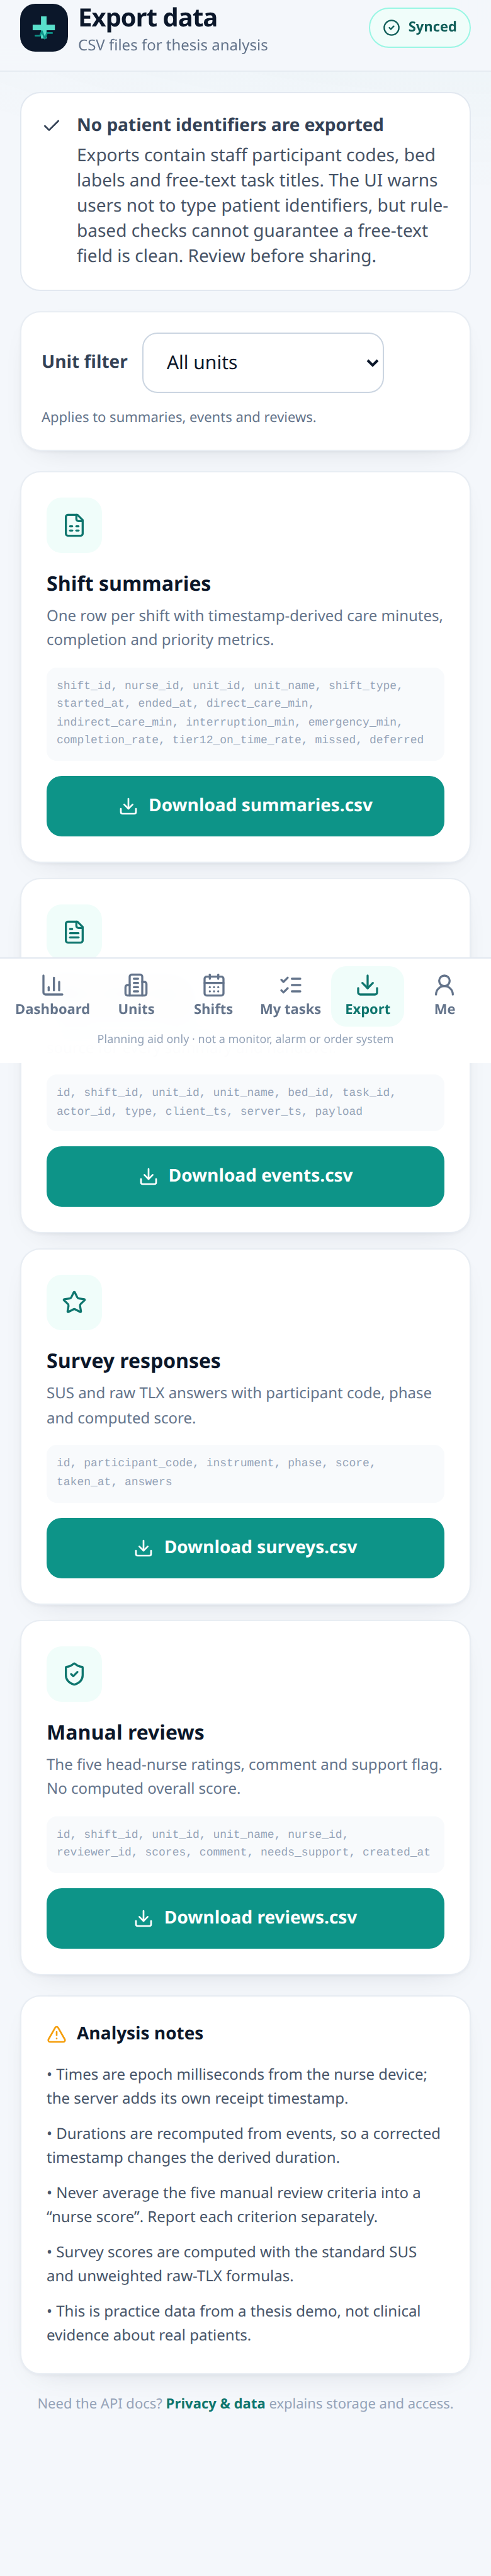 Export data
CSV files for thesis analysis
Synced
No patient identifiers are exported
Exports contain staff participant codes, bed
labels and free-text task titles. The UI warns
users not to type patient identifiers, but rule-
based checks cannot guarantee a free-text
field is clean. Review before sharing.
Unit filter
All units
Applies to summaries, events and reviews.
Shift summaries
One row per shift with timestamp-derived care minutes,
completion and priority metrics.
shift_id, nurse_id, unit_id, unit_name, shift_type,
started_at, ended_at, direct_care_min,
indirect_care_min, interruption_min, emergency_min,
completion_rate, tier12_on_time_rate, missed, deferred
Download summaries.csv
Dashboard
Units
Shifts
My tasks
Export
Me
Planning aid only · not a monitor, alarm or order system
id, shift_id, unit_id, unit_name, bed_id, task_id,
actor_id, type, client_ts, server_ts, payload
Download events.csv
Survey responses
SUS and raw TLX answers with participant code, phase
and computed score.
id, participant_code, instrument, phase, score,
taken_at, answers
Download surveys.csv
Manual reviews
The five head-nurse ratings, comment and support flag.
No computed overall score.
id, shift_id, unit_id, unit_name, nurse_id,
reviewer_id, scores, comment, needs_support, created_at
Download reviews.csv
Analysis notes
• Times are epoch milliseconds from the nurse device;
the server adds its own receipt timestamp.
• Durations are recomputed from events, so a corrected
timestamp changes the derived duration.
• Never average the five manual review criteria into a
“nurse score”. Report each criterion separately.
• Survey scores are computed with the standard SUS
and unweighted raw-TLX formulas.
• This is practice data from a thesis demo, not clinical
evidence about real patients.
Need the API docs? Privacy & data explains storage and access.